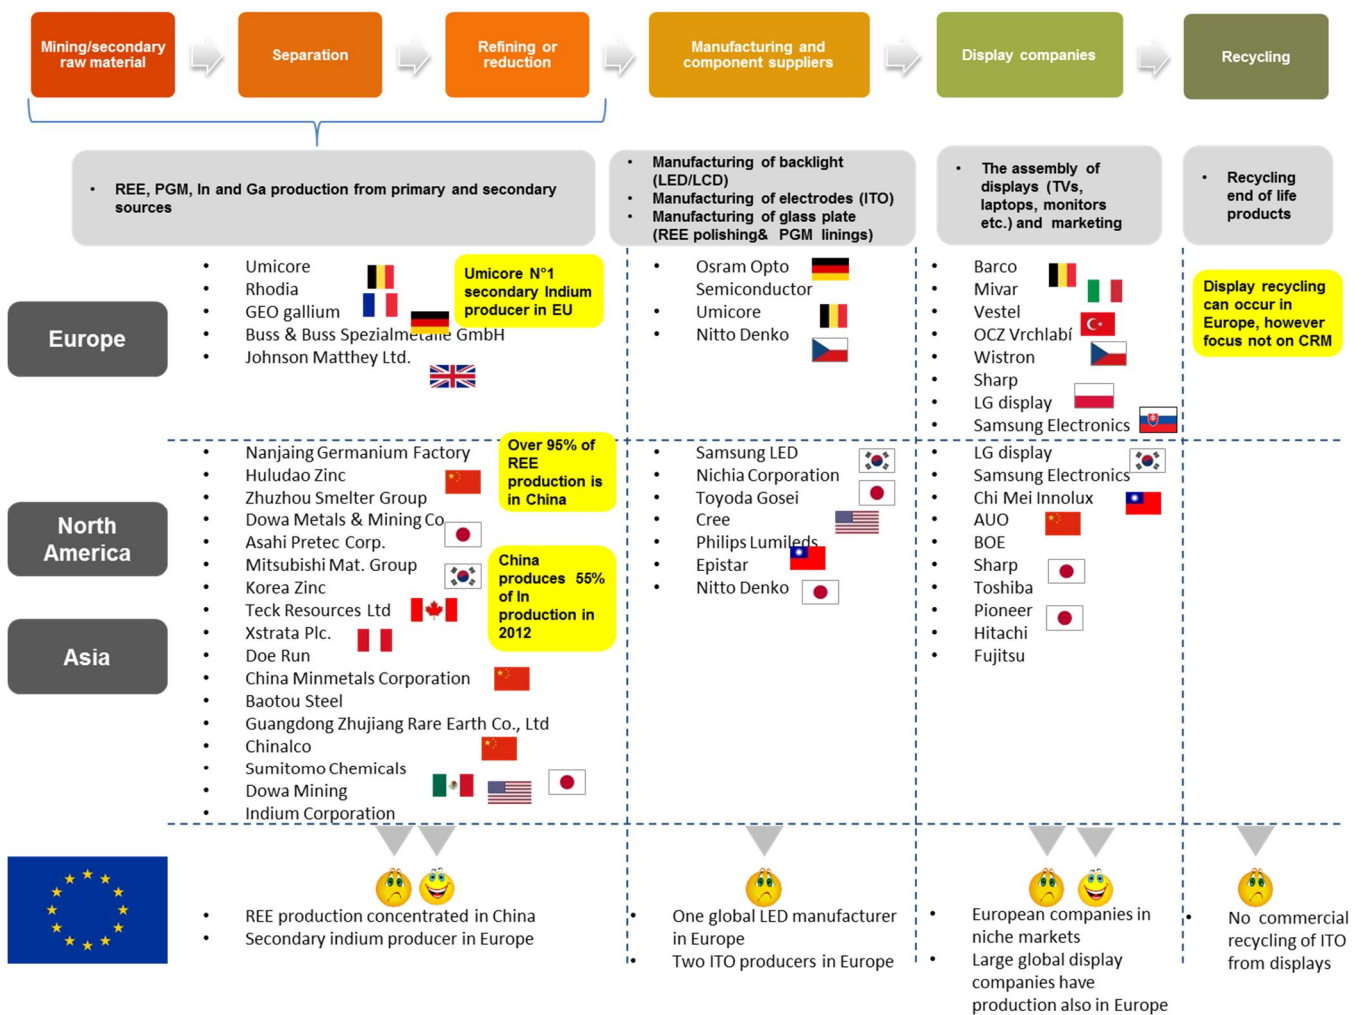 Mining/secondary
raw material
Separation
Refining or
reduction
Manufacturing and
component suppliers
Display companies
Recycling
• REE, PGM, In and Ga production from primary and secondary
sources
• Manufacturing of backlight
(LED/LCD)
• Manufacturing of electrodes (ITO)
• Manufacturing of glass plate
(REE polishing& PGM linings)
• The assembly of
displays (TVs,
laptops, monitors
etc.) and marketing
• Recycling
end of life
products
Europe
• Umicore
• Rhodia
• GEO gallium
• Buss & Buss Spezialmetalle GmbH
• Johnson Matthey Ltd.
Umicore N°1
secondary Indium
producer in EU
• Osram Opto
Semiconductor
• Umicore
• Nitto Denko
• Barco
• Mivar
• Vestel
• OCZ Vrchlabí
• Wistron
• Sharp
• LG display
• Samsung Electronics
Display recycling
can occur in
Europe, however
focus not on CRM
North
America
Asia
• Nanjaing Germanium Factory
• Huludao Zinc
• Zhuzhou Smelter Group
• Dowa Metals & Mining Co
• Asahi Pretec Corp.
• Mitsubishi Mat. Group
• Korea Zinc
• Teck Resources Ltd
• Xstrata Plc.
• Doe Run
• China Minmetals Corporation
• Baotou Steel
• Guangdong Zhujiang Rare Earth Co., Ltd
• Chinalco
• Sumitomo Chemicals
• Dowa Mining
• Indium Corporation
Over 95% of
REE
production is
in China
China
produces 55%
of In
production in
2012
• Samsung LED
• Nichia Corporation
• Toyoda Gosei
• Cree
• Philips Lumileds
• Epistar
• Nitto Denko
• LG display
• Samsung Electronics
• Chi Mei Innolux
• AUO
• BOE
• Sharp
• Toshiba
• Pioneer
• Hitachi
• Fujitsu
• REE production concentrated in China
• Secondary indium producer in Europe
• One global LED manufacturer
in Europe
• Two ITO producers in Europe
• European companies in
niche markets
• Large global display
companies have
production also in Europe
• No commercial
recycling of ITO
from displays